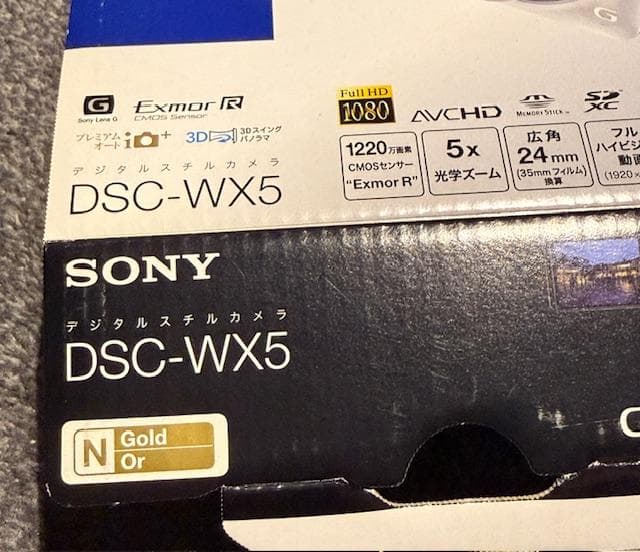 G
G
Sony Lens G
Exmor R
CMOS Sensor
プレミアム
オート
i
+
3D
3Dスイング
パノラマ
Full HD
1080
AVCHD
MEMORY STICK
SD
XC
1220万画素
CMOSセンサー
"Exmor R"
5x
光学ズーム
広角
24mm
(35mmフィルム)
換算
フル
ハイビジ
動画
(1920×
デジタルスチルカメラ
DSC-WX5
SONY
デジタルスチルカメラ
DSC-WX5
N
Gold
Or